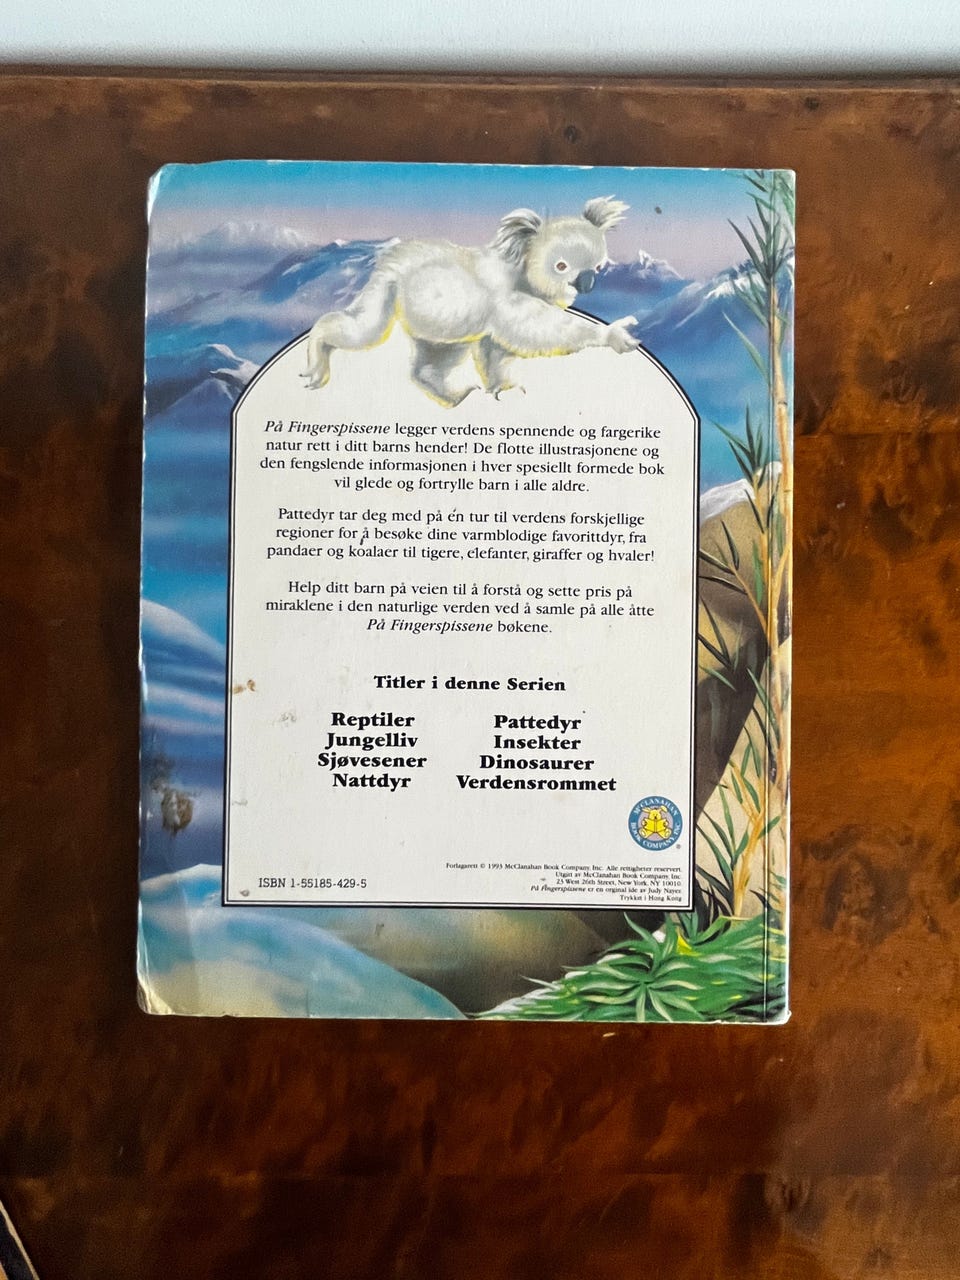 På Fingerspissene legger verdens spennende og fargerike
natur rett i ditt barns hender! De flotte illustrasjonene og
den fengslende informasjonen i hver spesiellt formede bok
vil glede og fortrylle barn i alle aldre.
Pattedyr tar deg med på én tur til verdens forskjellige
regioner for å besøke dine varmblodige favorittdyr, fra
pandaer og koalaer til tigere, elefanter, giraffer og hvaler!
Help ditt barn på veien til å forstå og sette pris på
miraklene i den naturlige verden ved å samle på alle åtte
På Fingerspissene bøkene.
Titler i denne Serien
Reptiler
Jungelliv
Sjøvesener
Nattdyr
Pattedyr
Insekter
Dinosaurer
Verdensrommet
McCLANAHAN
BOOK COMPANY, INC.
ISBN 1-55185-429-5
Forlagarett © 1993 McClanahan Book Company, Inc. Alle rettigheter reservert.
Utgitt av McClanahan Book Company, Inc.
23 West 26th Street, New York, NY 10010.
På Fingerspissene er en orginal ide av Judy Nayer.
Trykket i Hong Kong